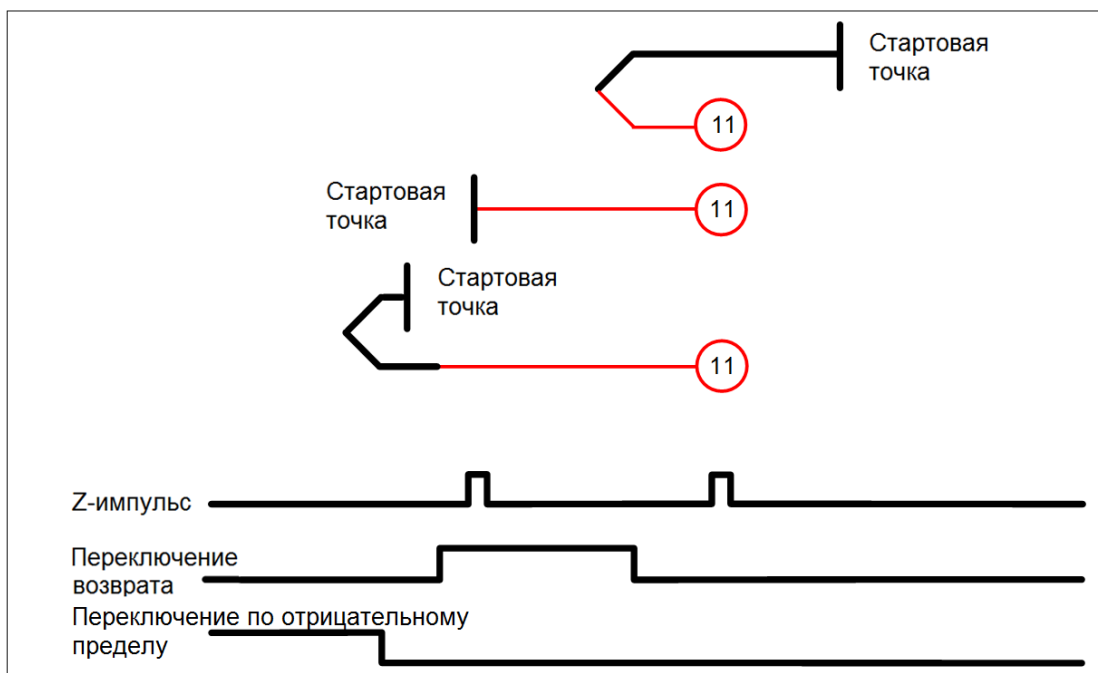 Стартовая
точка
11
Стартовая
точка
11
Стартовая
точка
11
Z-импульс
Переключение
возврата
Переключение по отрицательному
пределу